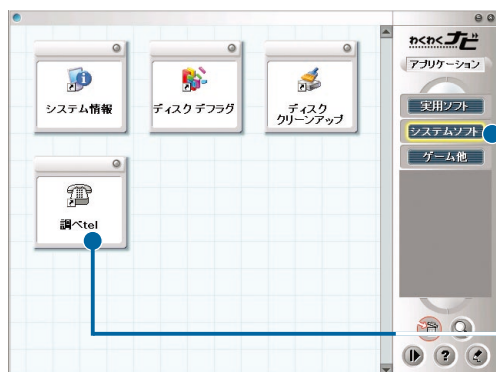 わくわくナビ
アプリケーション
システム情報
ディスク デフラグ
ディスク
クリーンアップ
調べtel
実用ソフト
システムソフト
ゲーム他